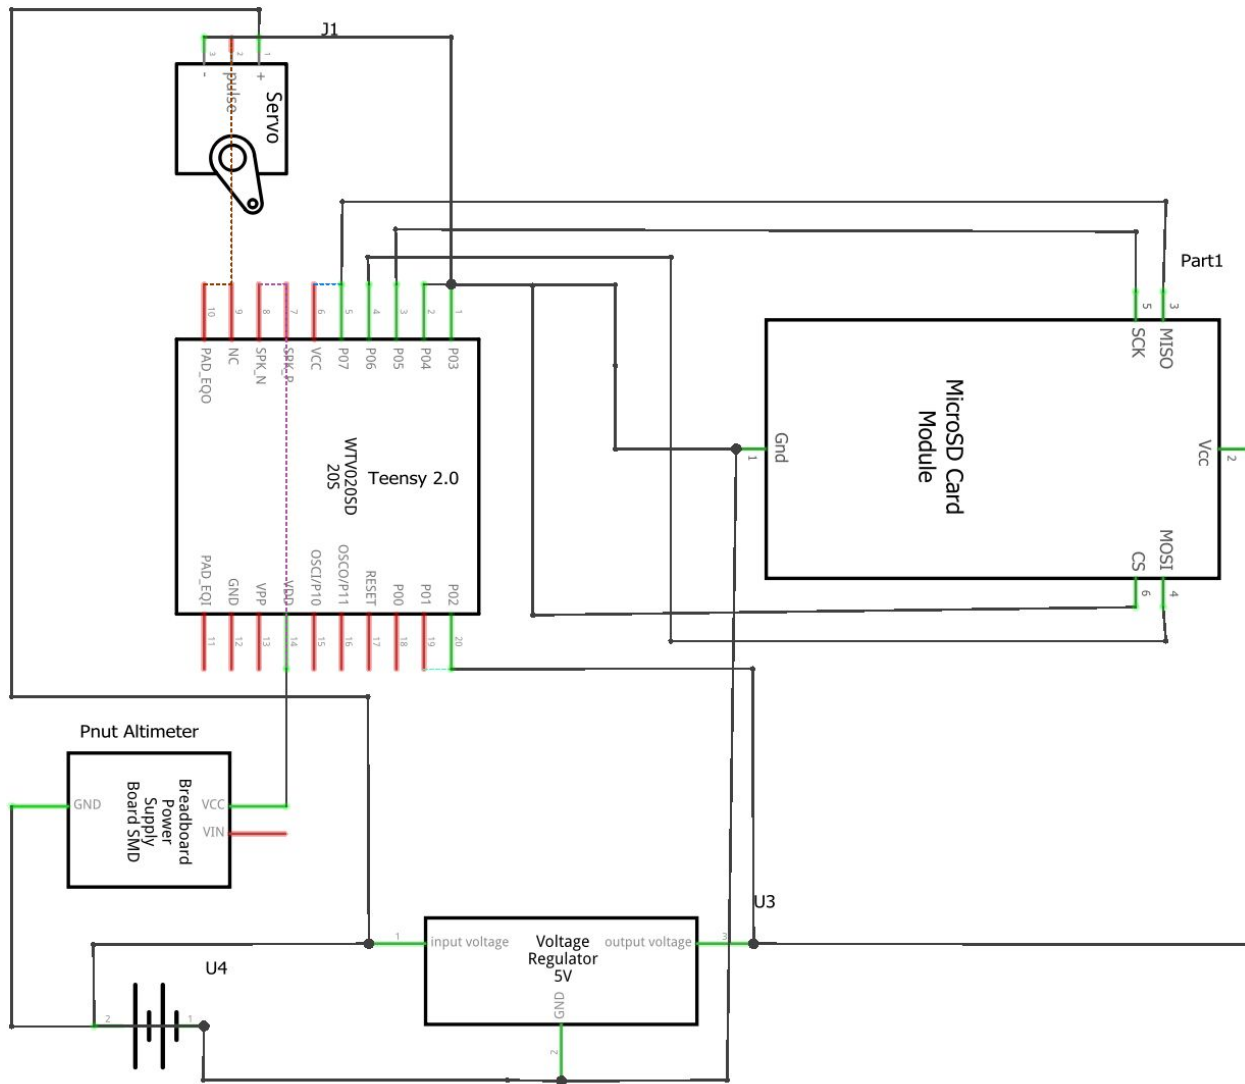 J1
3
2
1
-
pulse
+
Servo
Part1
10
9
8
7
6
5
4
3
2
1
PAD_EQO
NC
SPK_N
SPK_P
VCC
P07
P06
P05
P04
P03
WTV020SD
20S
Teensy 2.0
PAD_EQI
GND
VPP
VDD
OSCI/P10
OSCO/P11
RESET
P00
P01
P02
11
12
13
14
15
16
17
18
19
20
5
3
SCK
MISO
MicroSD Card
Module
Gnd
1
Vcc
2
CS
MOSI
6
4
Pnut Altimeter
GND
Breadboard
Power
Supply
Board SMD
VCC
VIN
U3
1
input voltage
Voltage
Regulator
5V
output voltage
3
GND
2
U4
2
1